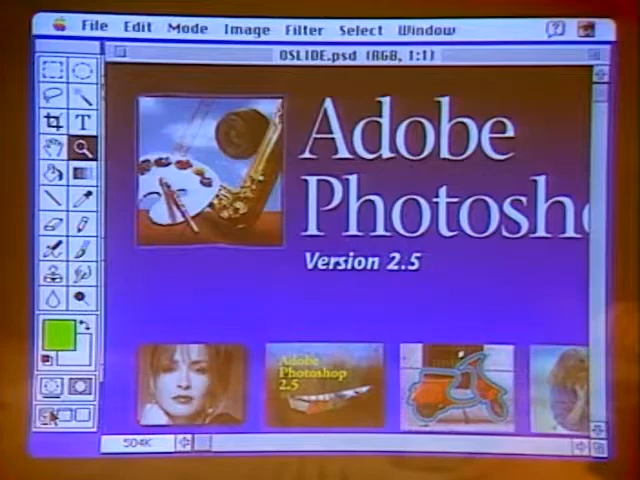 File Edit Mode Image Filter Select Window
OSLIDE.psd (RGB, 1:1)
T
Adobe
Photosho
Version 2.5
Adobe
Photoshop
2.5
504K